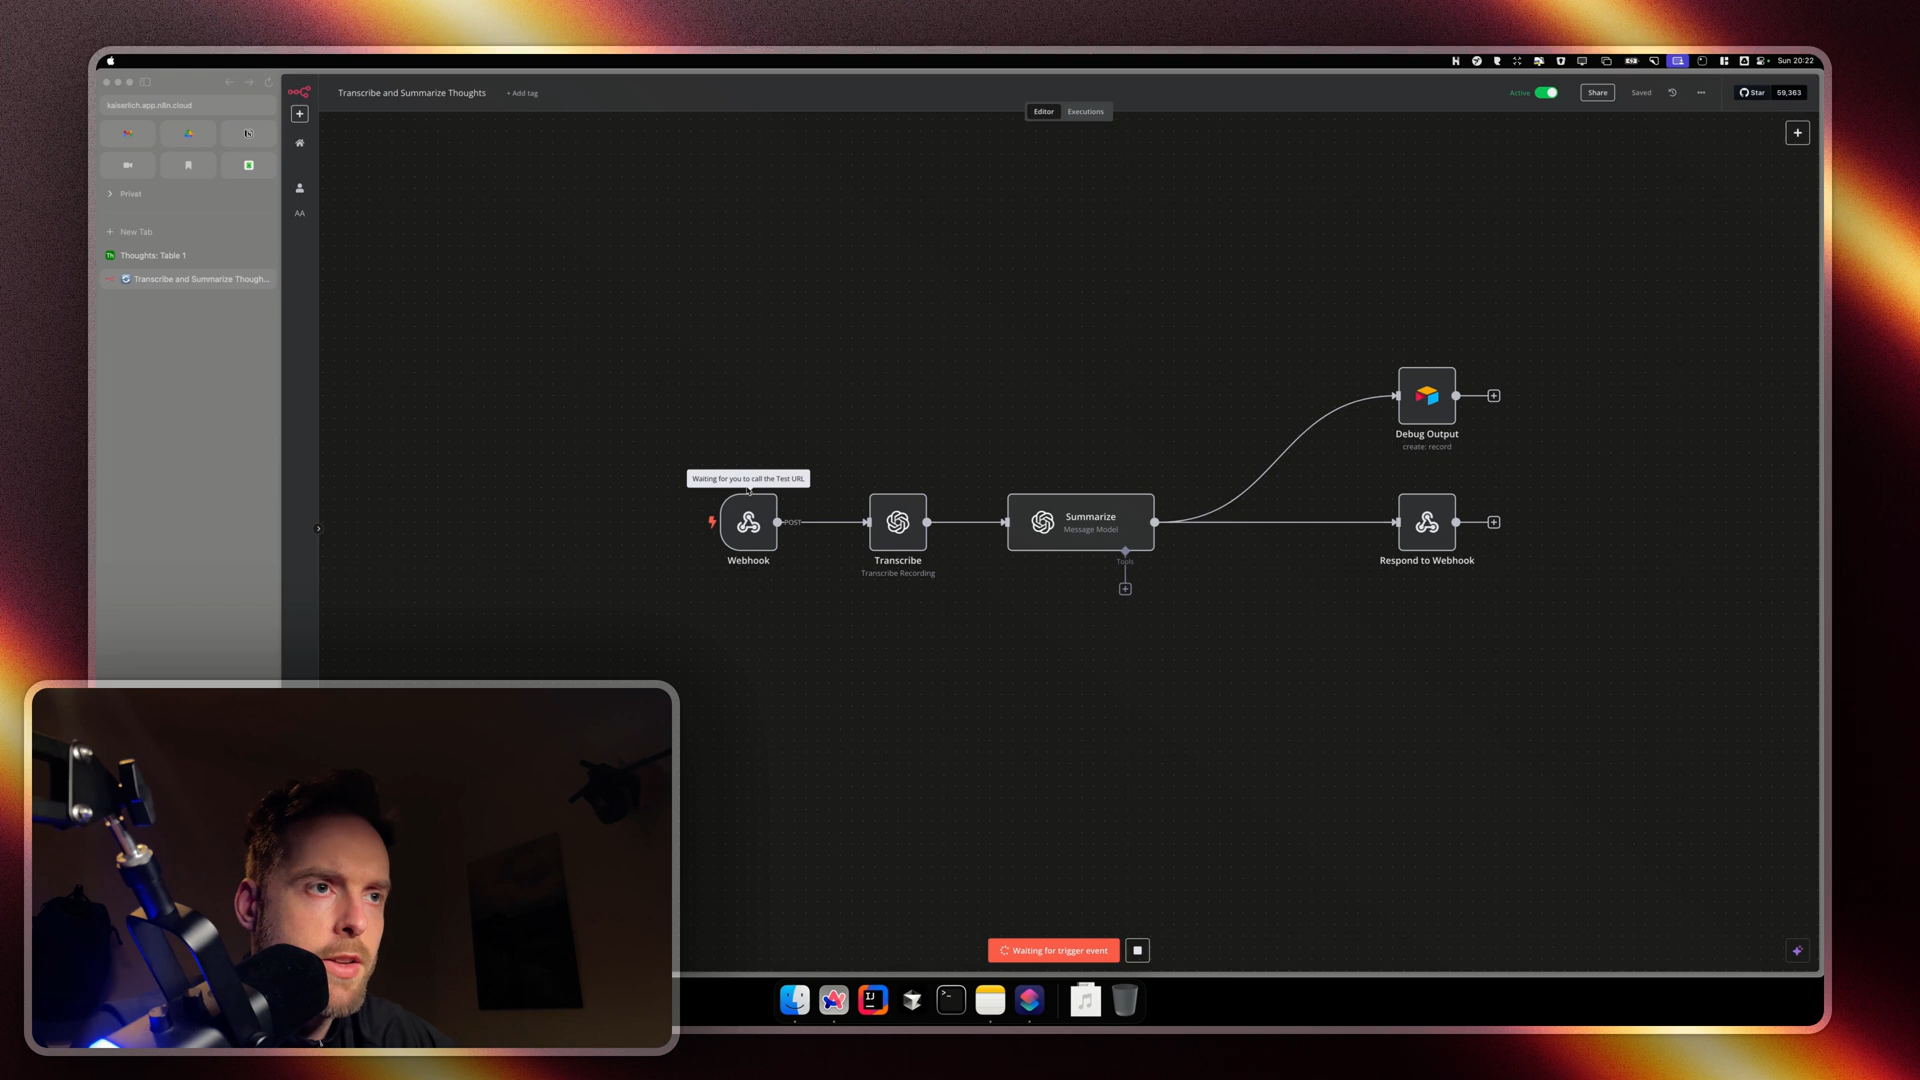 Sun 20:22
kaiserlich.app.n8n.cloud
Privat
New Tab
Th Thoughts: Table 1
Transcribe and Summarize Though...
AA
Transcribe and Summarize Thoughts
+ Add tag
Editor
Executions
Active
Share
Saved
Star
59,363
Waiting for you to call the Test URL
POST
Webhook
Transcribe
Transcribe Recording
Summarize
Message Model
Tools
Debug Output
create: record
Respond to Webhook
Waiting for trigger event
IJ